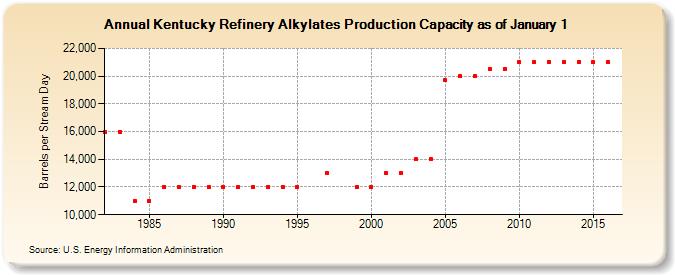 Annual Kentucky Refinery Alkylates Production Capacity as of January 1
Barrels per Stream Day
22,000
20,000
18,000
16,000
14,000
12,000
10,000
1985 1990 1995 2000 2005 2010 2015
Source: U.S. Energy Information Administration